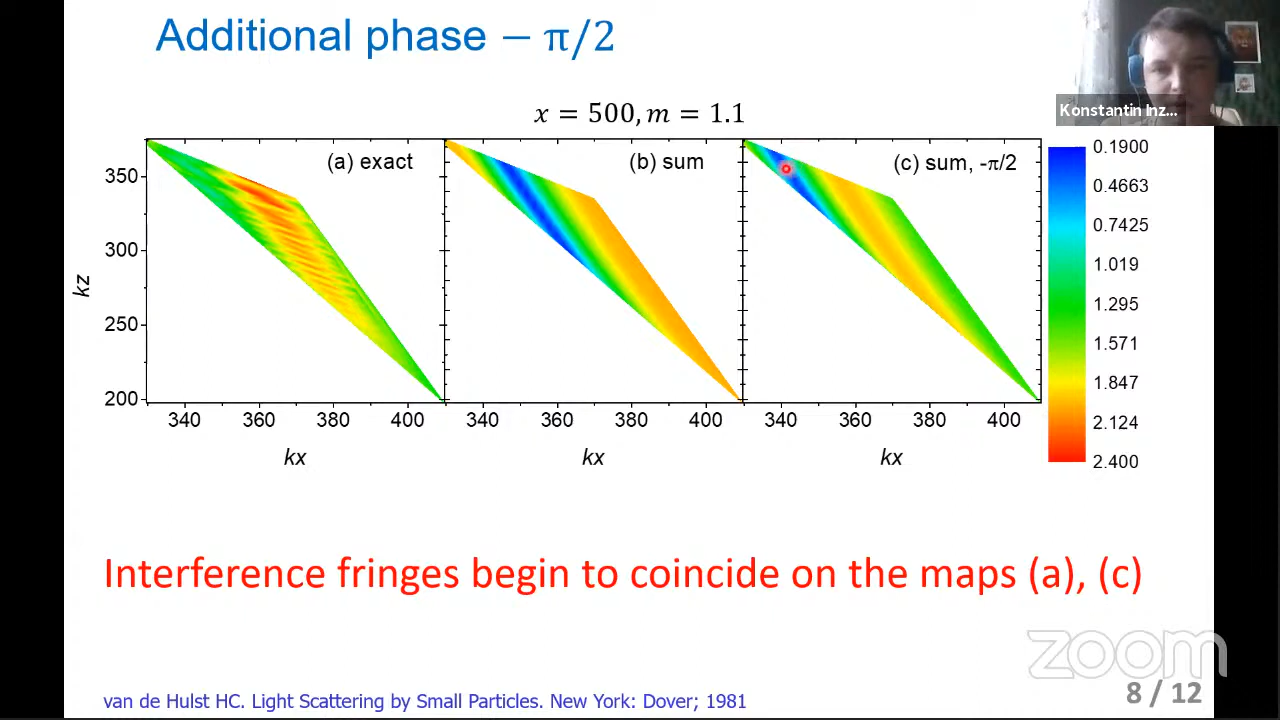 Additional phase − π/2
Konstantin Inz...
x = 500, m = 1.1
(a) exact
(b) sum
(c) sum, -π/2
350
300
250
200
kz
340 360 380 400
340 360 380 400
340 360 380 400
kx
kx
kx
0.1900
0.4663
0.7425
1.019
1.295
1.571
1.847
2.124
2.400
Interference fringes begin to coincide on the maps (a), (c)
zoom
8 / 12
van de Hulst HC. Light Scattering by Small Particles. New York: Dover; 1981